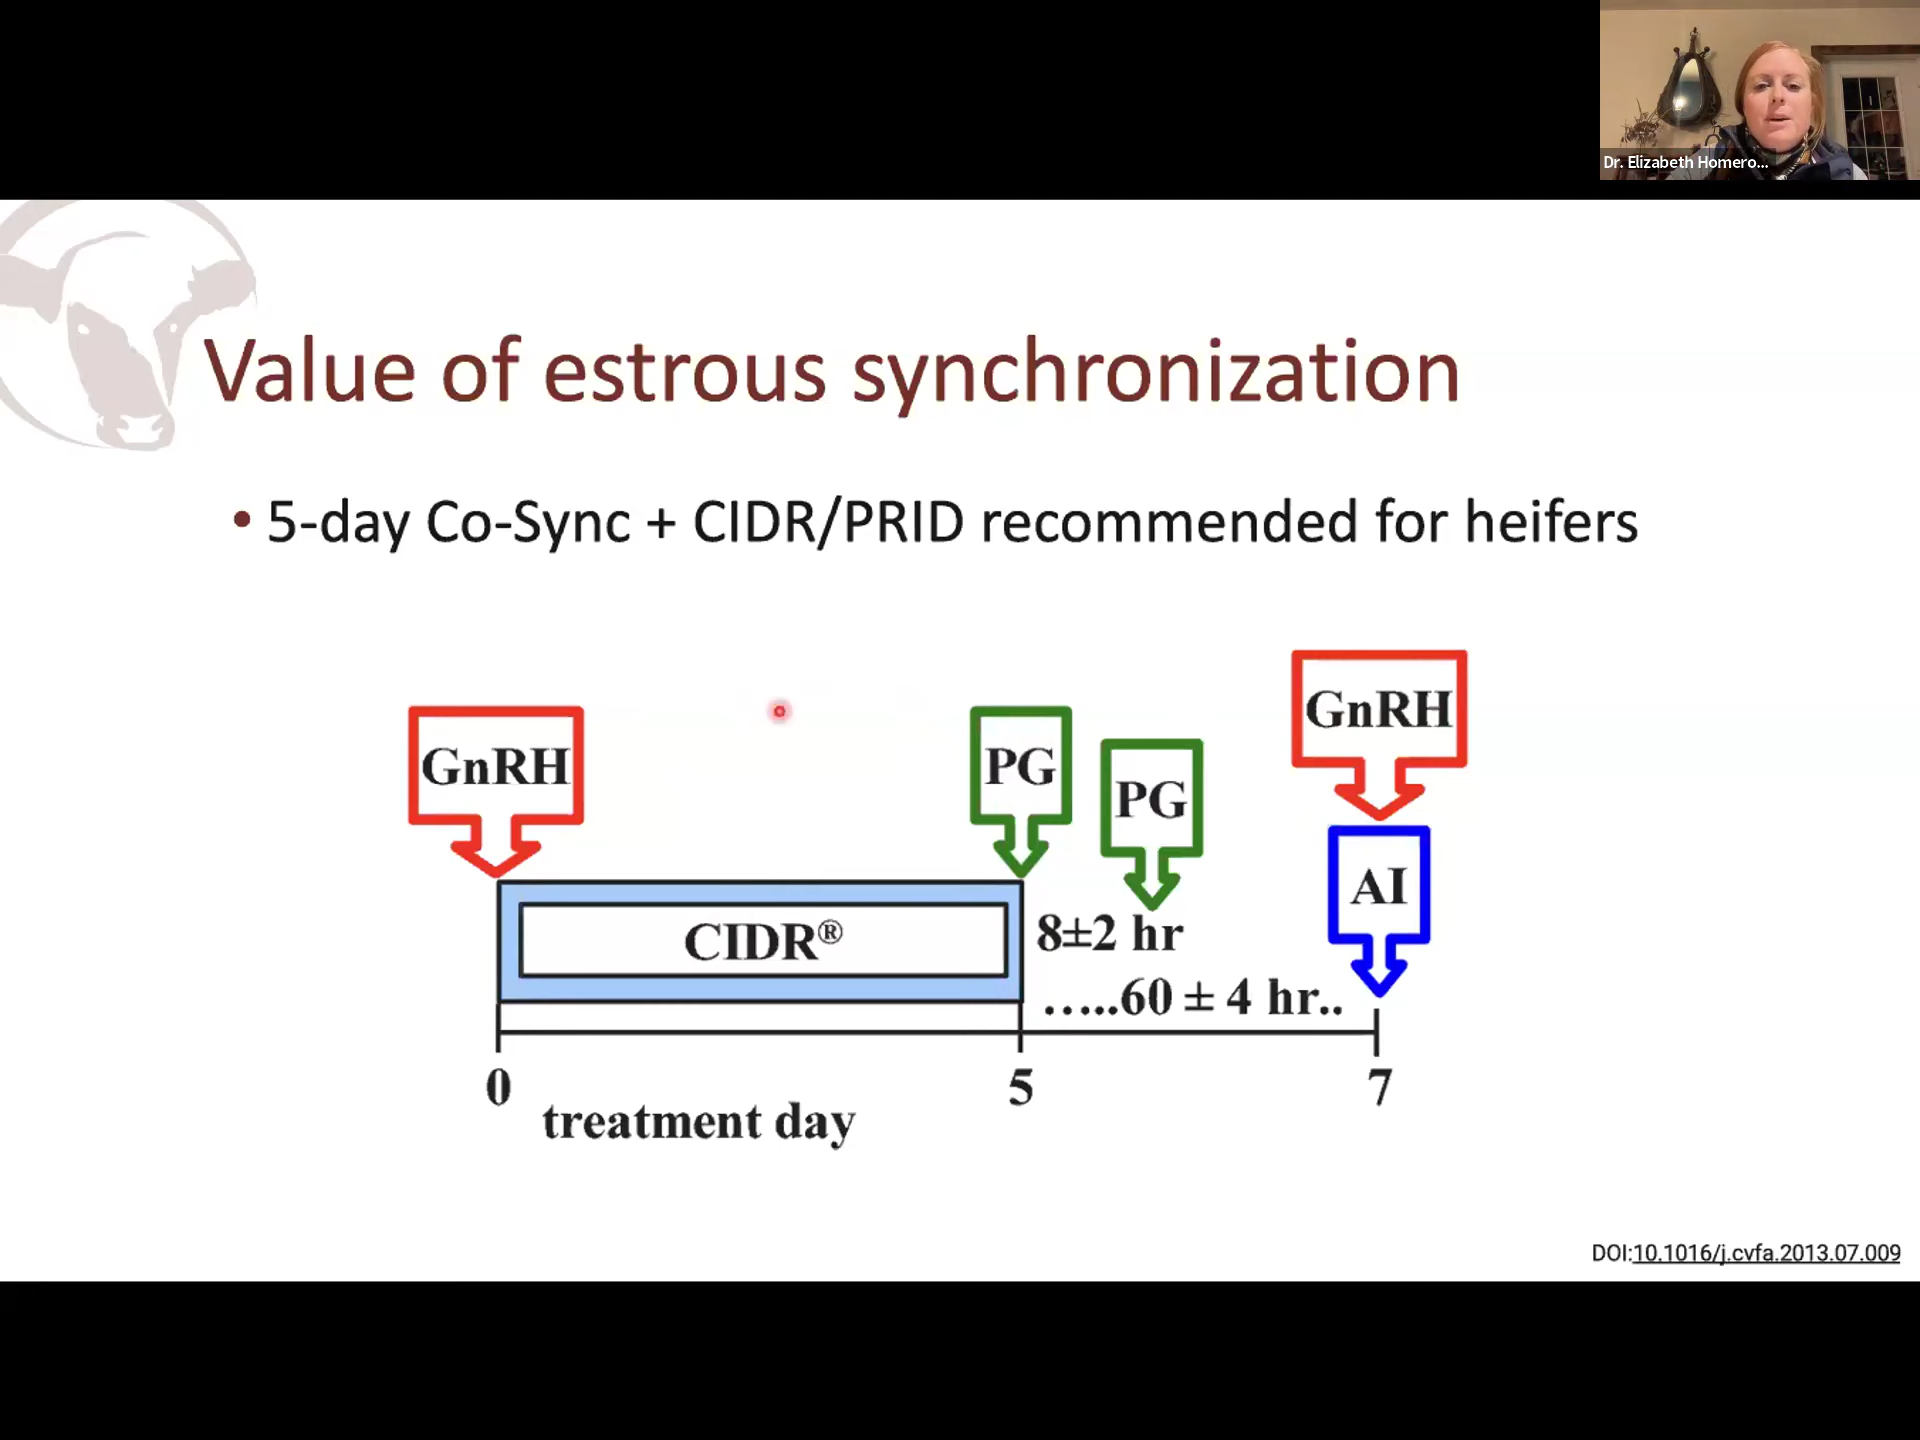 Dr. Elizabeth Homero...
Value of estrous synchronization
• 5-day Co-Sync + CIDR/PRID recommended for heifers
GnRH
PG
PG
GnRH
AI
CIDR®
8±2 hr
.....60 ± 4 hr..
0
5
7
treatment day
DOI:10.1016/j.cvfa.2013.07.009